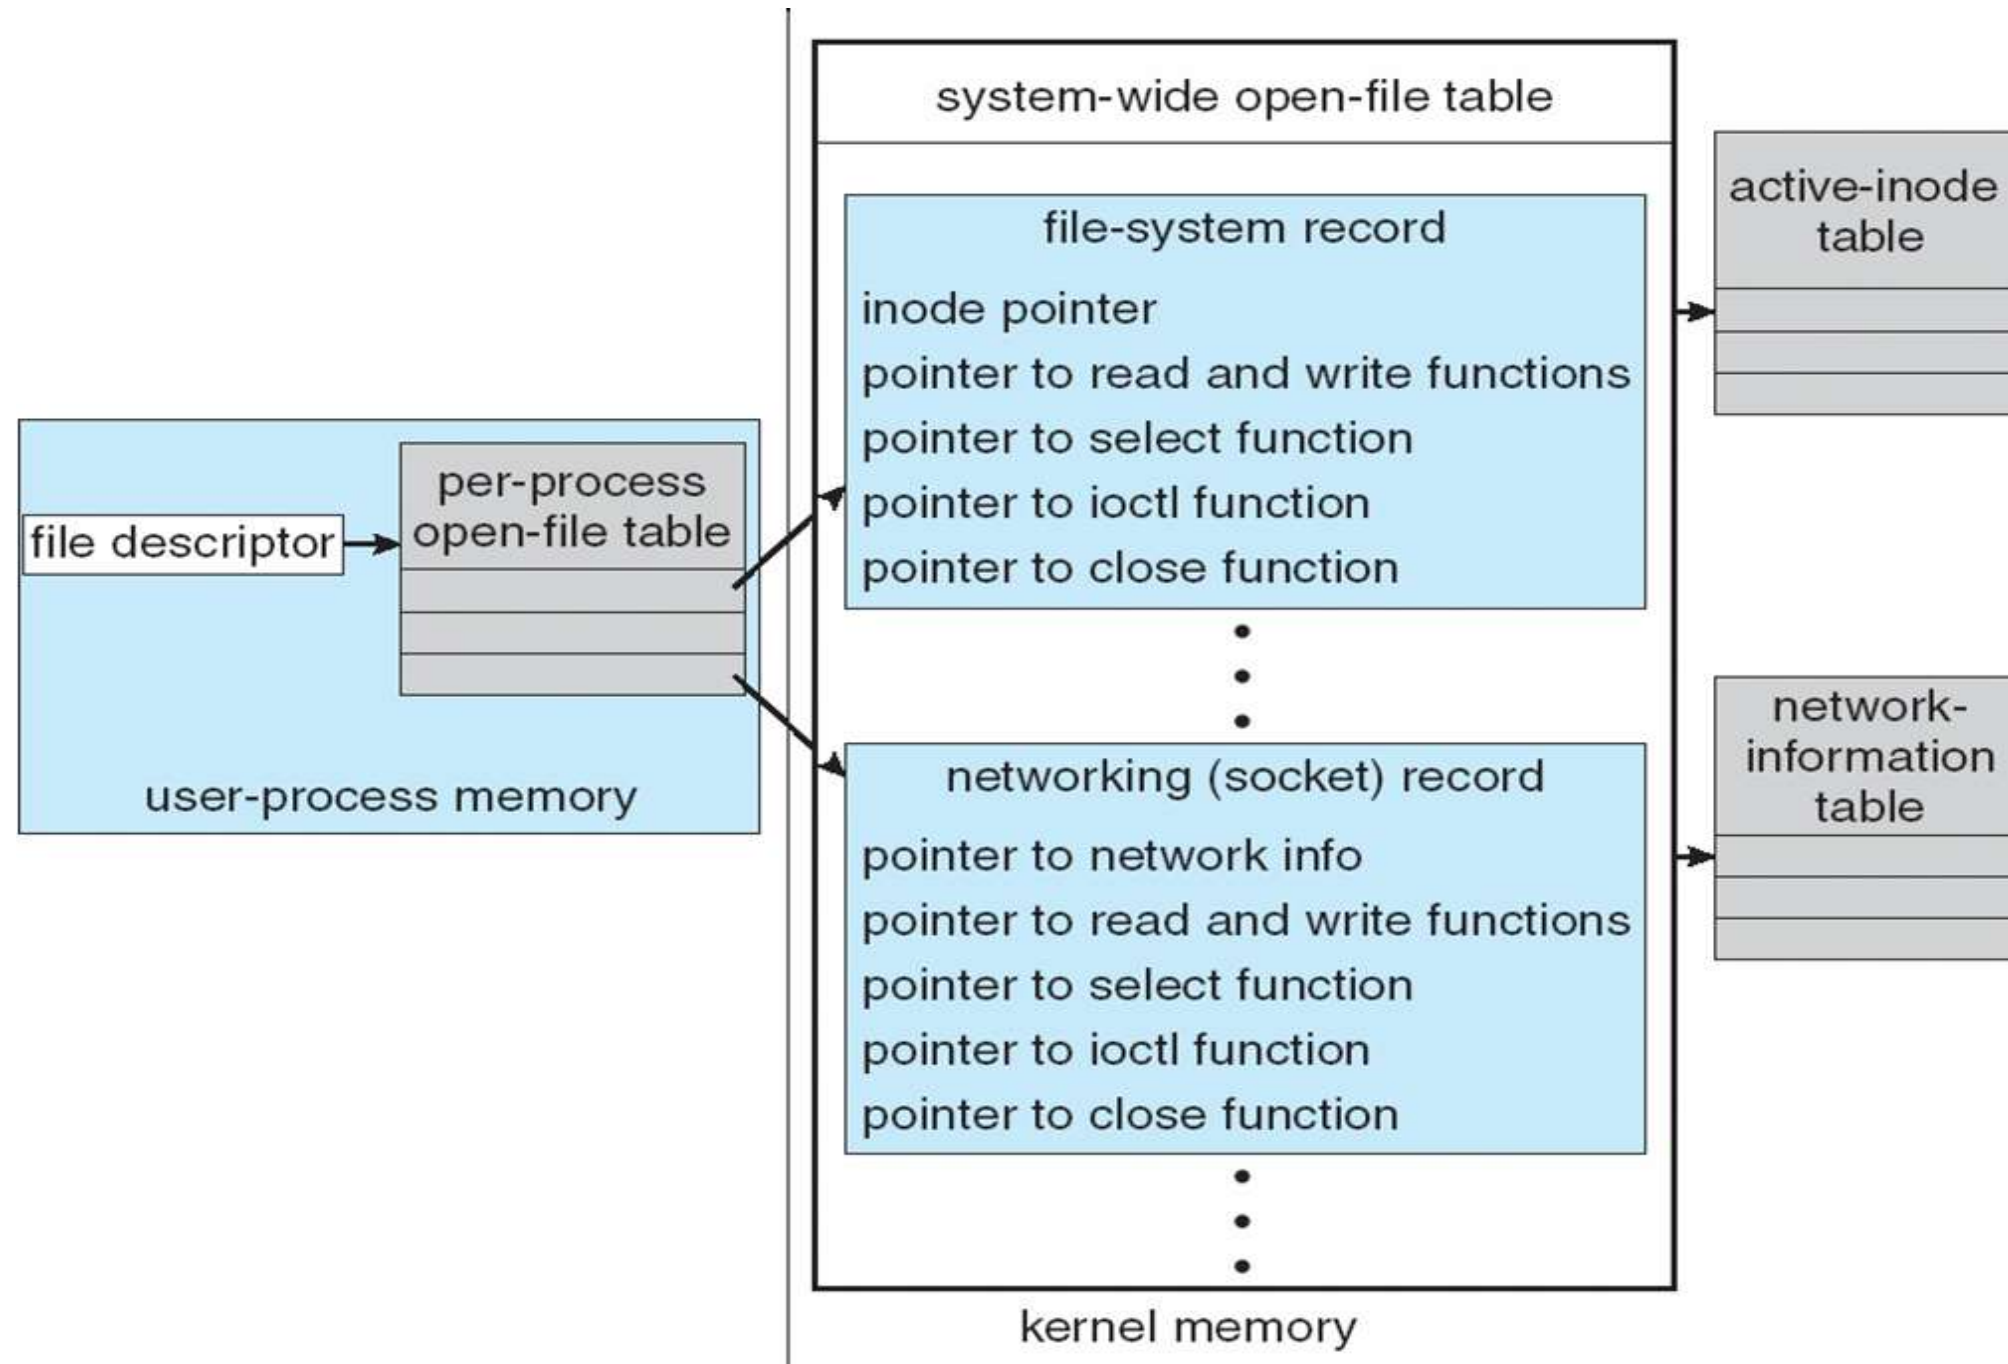 file descriptor
per-process
open-file table
user-process memory
system-wide open-file table
file-system record
inode pointer
pointer to read and write functions
pointer to select function
pointer to ioctl function
pointer to close function
networking (socket) record
pointer to network info
pointer to read and write functions
pointer to select function
pointer to ioctl function
pointer to close function
kernel memory
active-inode
table
network-
information
table